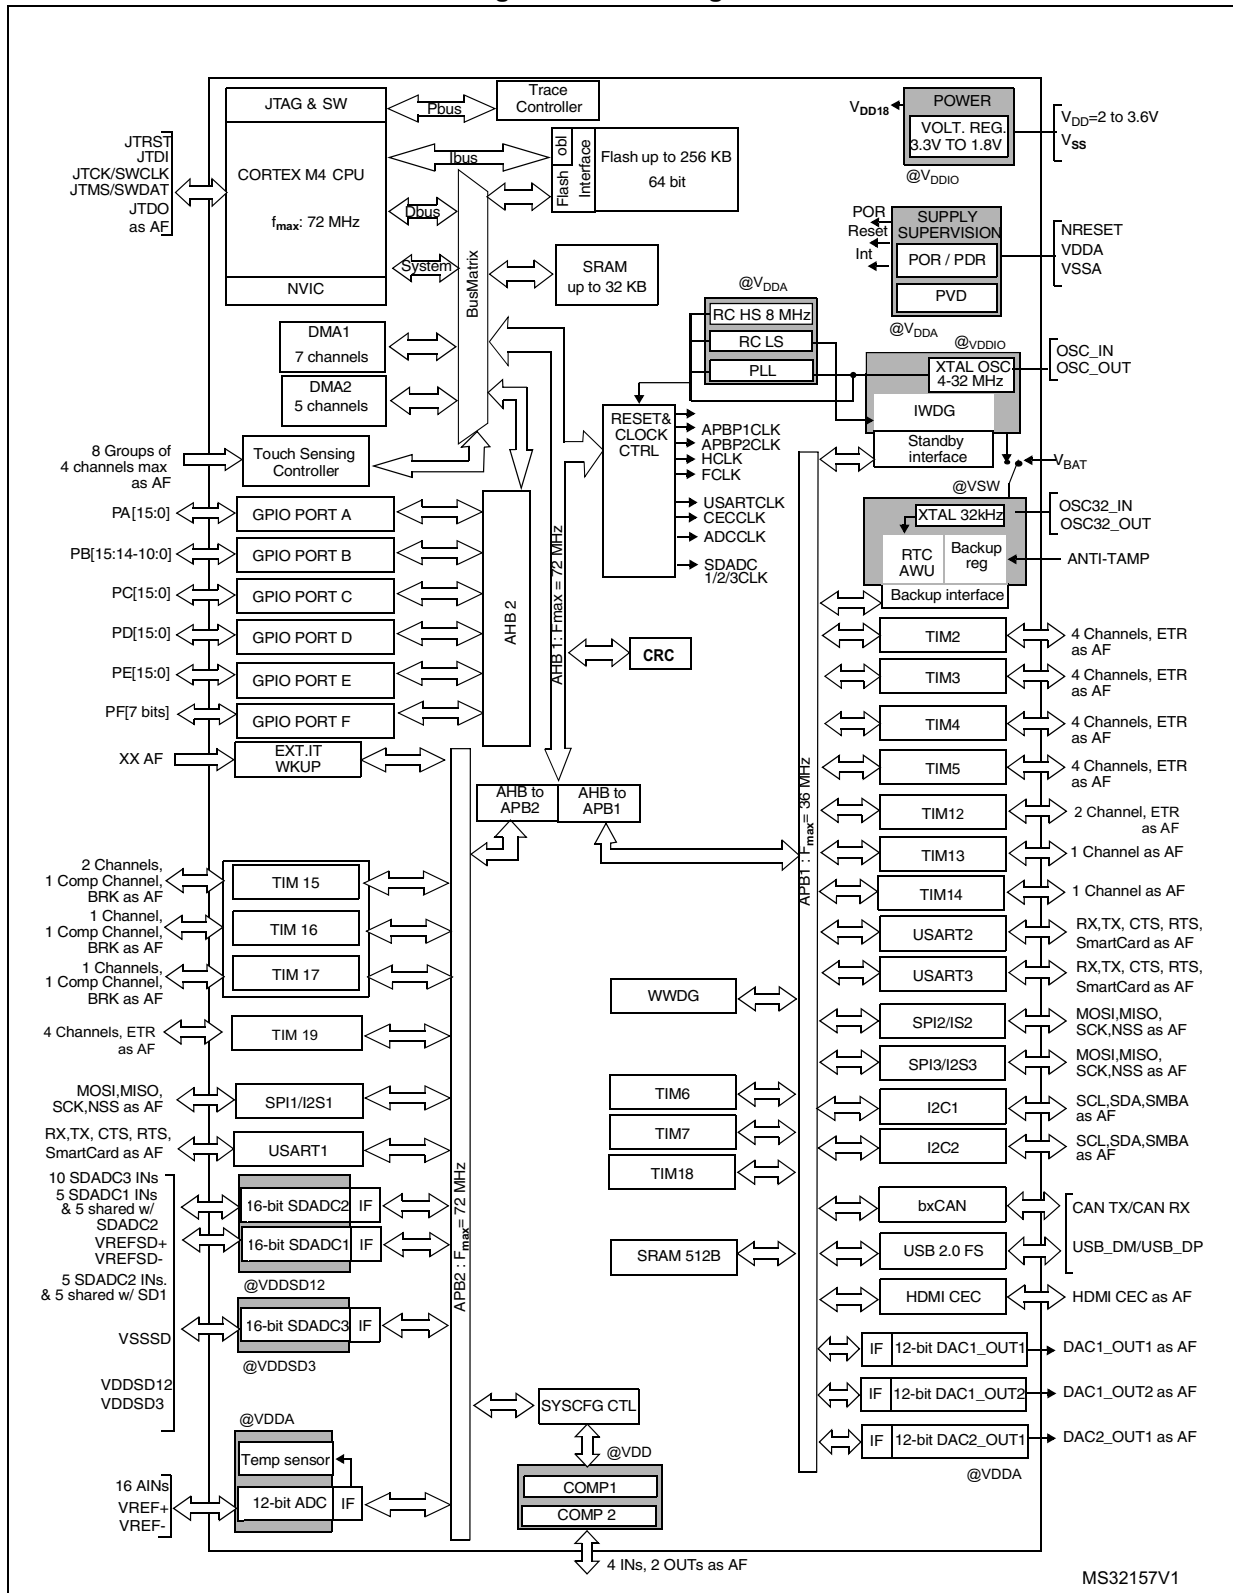 JTAG & SW
Pbus
Trace
Controller
JTRST
JTDI
JTCK/SWCLK
JTMS/SWDAT
JTDO
as AF
CORTEX M4 CPU
fmax: 72 MHz
NVIC
Ibus
Dbus
System
Flash
obl
Interface
Flash up to 256 KB
64 bit
BusMatrix
SRAM
up to 32 KB
VDD18
POWER
VOLT. REG.
3.3V TO 1.8V
VDD=2 to 3.6V
VSS
@VDDIO
POR
Reset
Int
SUPPLY
SUPERVISION
POR / PDR
PVD
NRESET
VDDA
VSSA
@VDDA
@VDDA
RC HS 8 MHz
RC LS
PLL
@VDDIO
XTAL OSC
4-32 MHz
OSC_IN
OSC_OUT
IWDG
Standby
interface
VBAT
@VSW
XTAL 32kHz
OSC32_IN
OSC32_OUT
RTC
AWU
Backup
reg
ANTI-TAMP
Backup interface
DMA1
7 channels
DMA2
5 channels
RESET&
CLOCK
CTRL
APBP1CLK
APBP2CLK
HCLK
FCLK
USARTCLK
CECCLK
ADCCLK
SDADC
1/2/3CLK
8 Groups of
4 channels max
as AF
Touch Sensing
Controller
PA[15:0]
GPIO PORT A
PB[15:14-10:0]
GPIO PORT B
PC[15:0]
GPIO PORT C
PD[15:0]
GPIO PORT D
PE[15:0]
GPIO PORT E
PF[7 bits]
GPIO PORT F
AHB 2
AHB 1: Fmax = 72 MHz
CRC
XX AF
EXT.IT
WKUP
AHB to
APB2
AHB to
APB1
APB1 : Fmax= 36 MHz
TIM2
4 Channels, ETR
as AF
TIM3
4 Channels, ETR
as AF
TIM4
4 Channels, ETR
as AF
TIM5
4 Channels, ETR
as AF
TIM12
2 Channel, ETR
as AF
TIM13
1 Channel as AF
TIM14
1 Channel as AF
USART2
RX,TX, CTS, RTS,
SmartCard as AF
USART3
RX,TX, CTS, RTS,
SmartCard as AF
SPI2/IS2
MOSI,MISO,
SCK,NSS as AF
SPI3/I2S3
MOSI,MISO,
SCK,NSS as AF
I2C1
SCL,SDA,SMBA
as AF
I2C2
SCL,SDA,SMBA
as AF
bxCAN
CAN TX/CAN RX
USB 2.0 FS
USB_DM/USB_DP
HDMI CEC
HDMI CEC as AF
IF
12-bit DAC1_OUT1
DAC1_OUT1 as AF
IF
12-bit DAC1_OUT2
DAC1_OUT2 as AF
IF
12-bit DAC2_OUT1
DAC2_OUT1 as AF
@VDDA
2 Channels,
1 Comp Channel,
BRK as AF
TIM 15
1 Channel,
1 Comp Channel,
BRK as AF
TIM 16
1 Channels,
1 Comp Channel,
BRK as AF
TIM 17
4 Channels, ETR
as AF
TIM 19
MOSI,MISO,
SCK,NSS as AF
SPI1/I2S1
RX,TX, CTS, RTS,
SmartCard as AF
USART1
WWDG
TIM6
TIM7
TIM18
SRAM 512B
APB2 : Fmax= 72 MHz
10 SDADC3 INs
5 SDADC1 INs
& 5 shared w/
SDADC2
VREFSD+
VREFSD-
5 SDADC2 INs.
& 5 shared w/ SD1
VSSSD
VDDSD12
VDDSD3
16-bit SDADC2
IF
16-bit SDADC1
IF
@VDDSD12
16-bit SDADC3
IF
@VDDSD3
@VDDA
Temp sensor
12-bit ADC
IF
16 AINs
VREF+
VREF-
SYSCFG CTL
@VDD
COMP1
COMP 2
4 INs, 2 OUTs as AF
MS32157V1